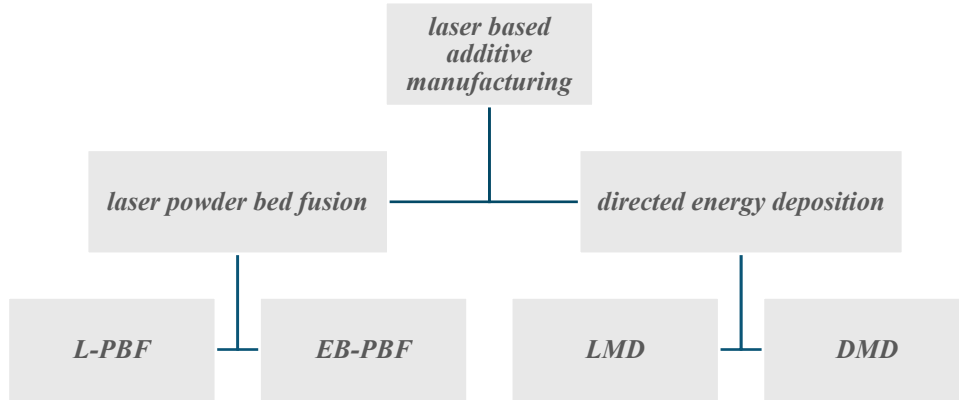 laser based
additive
manufacturing
laser powder bed fusion
directed energy deposition
L-PBF
EB-PBF
LMD
DMD